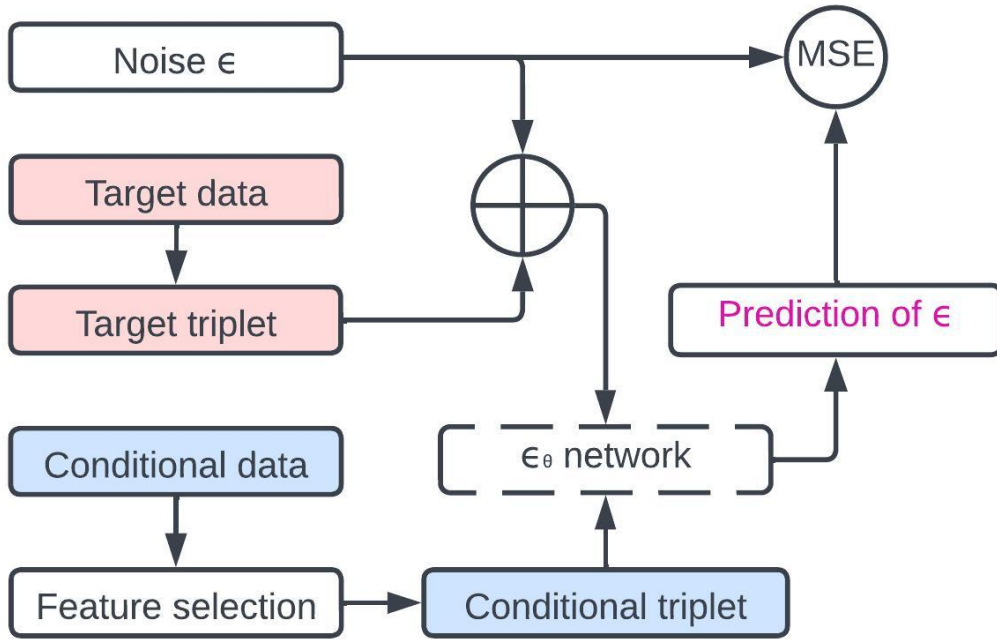 Noise ϵ
MSE
Target data
Target triplet
Prediction of ϵ
Conditional data
ϵθ network
Feature selection
Conditional triplet